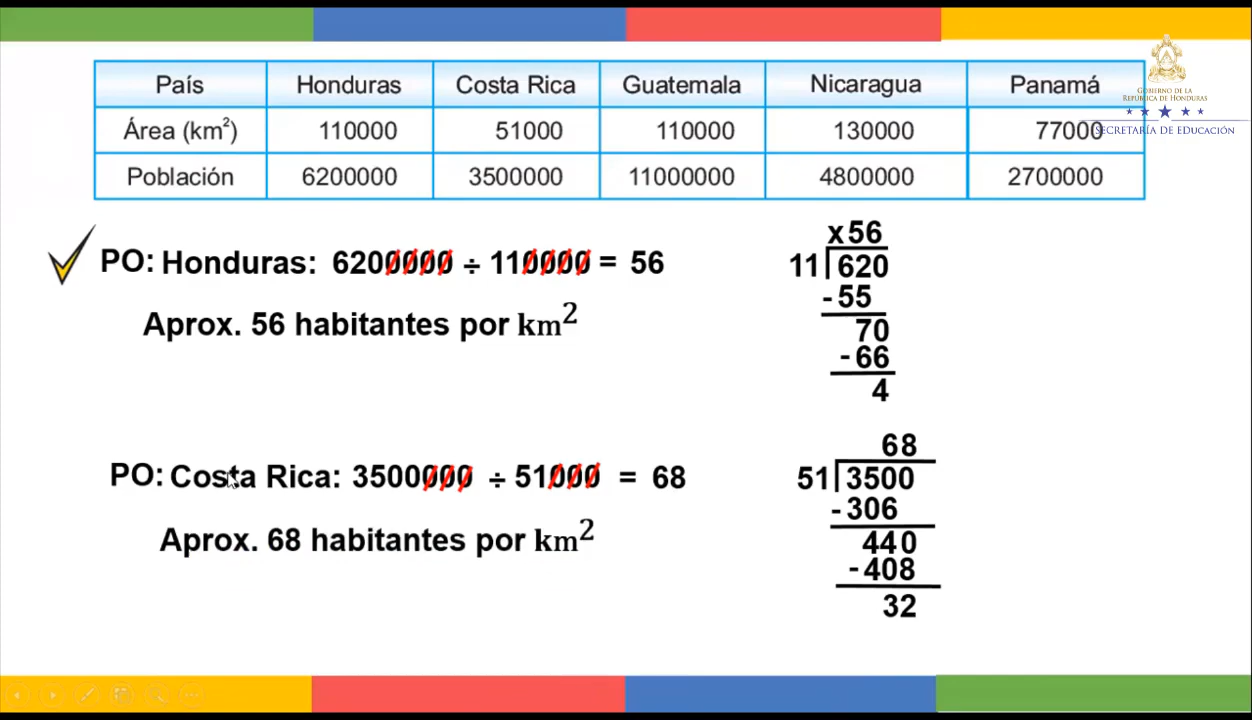 País Honduras Costa Rica Guatemala Nicaragua Panamá
Área (km²) 110000 51000 110000 130000 77000
Población 6200000 3500000 11000000 4800000 2700000
GOBIERNO DE LA
REPÚBLICA DE HONDURAS
SECRETARÍA DE EDUCACIÓN
PO: Honduras: 6200000 ÷ 110000 = 56
Aprox. 56 habitantes por km²
x56
11 620
-55
70
-66
4
PO: Costa Rica: 3500000 ÷ 51000 = 68
Aprox. 68 habitantes por km²
68
51 3500
-306
440
-408
32